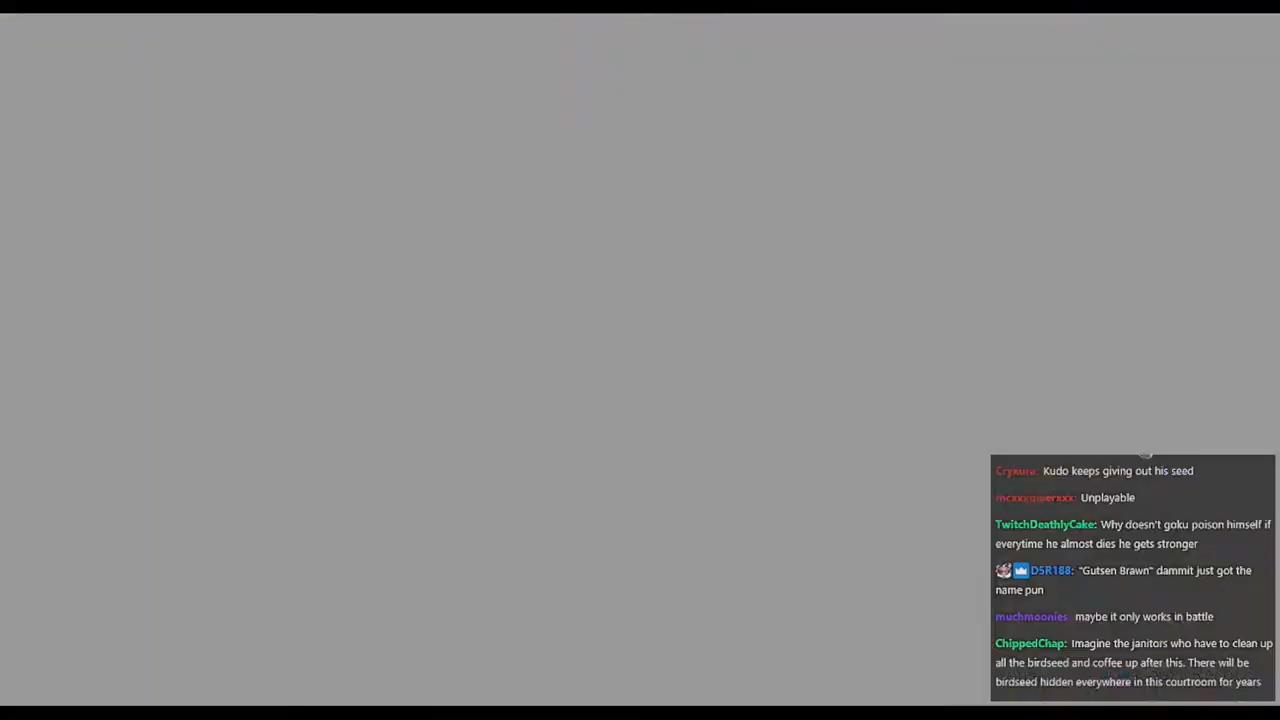 Crykura: Kudo keeps giving out his seed
Unplayable
TwitchDeathlyCake: Why doesn't goku poison himself if
everytime he almost dies he gets stronger
D5R188: "Gutsen Brawn" dammit just got the
name pun
muchmoonies: maybe it only works in battle
ChippedChap: Imagine the janitors who have to clean up
all the birdseed and coffee up after this. There will be
birdseed hidden everywhere in this courtroom for years